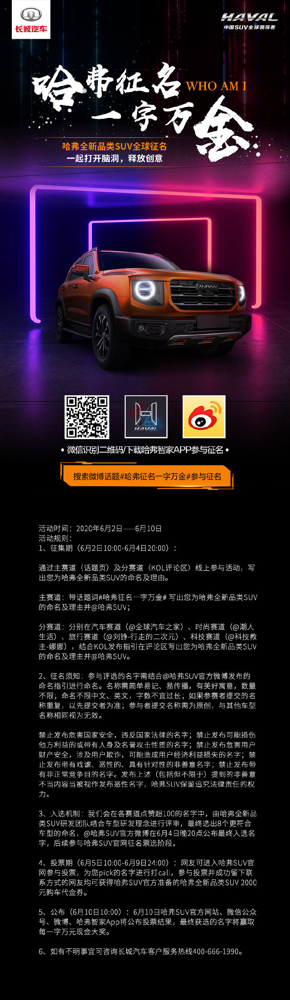 长城汽车
HAVAL
中国SUV全球领导者
哈弗征名
WHO AM I
一字万金
哈弗全新品类SUV全球征名
一起打开脑洞，释放创意
HAVAL
HAVAL
• 微信识别二维码/下载哈弗智家APP参与征名 •
搜素微博话题#哈弗征名一字万金#参与征名
活动时间：2020年6月2日——6月10日
活动规则：
1、征集期（6月2日10:00-6月4日20:00）：
通过主赛道（话题页）及分赛道（KOL评论区）线上参与活动，写
出您为哈弗全新品类SUV的命名及理由。
主赛道：带话题词#哈弗征名一字万金# 写出您为哈弗全新品类SUV
的命名及理由并@哈弗SUV；
分赛道：分别在汽车赛道（@全球汽车之家）、时尚赛道（@潮人
生活）、旅行赛道（@刘铮-行走的二次元）、科技赛道（@科技教
主-娜娜），结合KOL发布指引在评论区写出您为哈弗全新品类SUV
的命名及理由并@哈弗SUV。
2、征名须知：参与评选的名字需结合@哈弗SUV官方微博发布的
命名指引进行命名。名称需简单易记、易传播，有美好寓意，数量
不限；命名不限中文、英文，字数不宜过长；如果参赛者提交的名
称重复，以先提交者为准；参与者提交名称需为原创，与其他车型
名称相同视为无效。
禁止发布危害国家安全，违反国家法律的名字；禁止发布可能损伤
他方利益的或带有人身及名誉攻击性质的名字；禁止发布危害用户
财产安全，涉及用户欺诈，可能造成用户经济利益损失的名字；禁
止发布带有戏谑、恶性的、具有针对性的非善意名字；禁止发布带
有非正常竞争目的名字。发布上述（包括但不限于）提到的非善意
不当内容当被视作发布恶性名字，哈弗SUV保留追究法律责任的权
力。
3、入选机制：我们会在各赛道点赞超100的名字中，由哈弗全新品
类SUV研发团队结合车型研发理念进行评审，最终选出8个更符合
车型的命名，@哈弗SUV官方微博在6月4日晚20点公布最终入选名
字，后续参与哈弗SUV官网征名票选阶段。
4、投票期（6月5日10:00-6月9日24:00）：网友可进入哈弗SUV官
网参与投票，为您pick的名字进行打call，参与投票并成功留下联
系方式的网友均可获得哈弗SUV官方准备的哈弗全新品类SUV 2000
元购车代金券。
5、公布（6月10日10:00）：6月10日哈弗SUV官方网站、微信公众
号、微博、哈弗智家App将公布投票结果，最终获选的名字将赢取
每一字万元现金大奖。
6、如有不明事宜可咨询长城汽车客户服务热线400-666-1990。